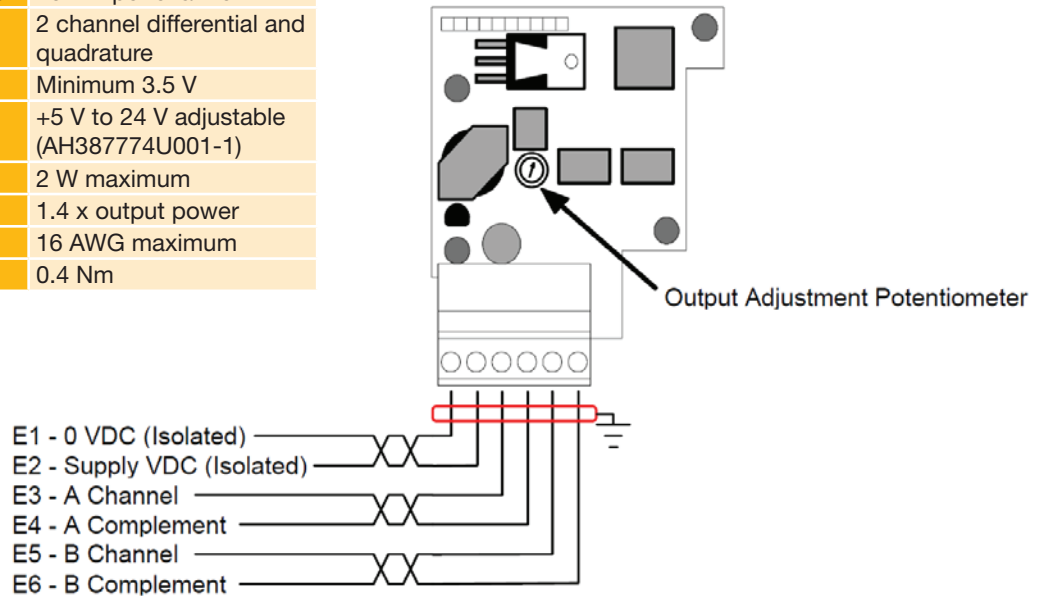 2 channel differential and
quadrature
Minimum 3.5 V
+5 V to 24 V adjustable
(AH387774U001-1)
2 W maximum
1.4 x output power
16 AWG maximum
0.4 Nm
Output Adjustment Potentiometer
E1 - 0 VDC (Isolated)
E2 - Supply VDC (Isolated)
E3 - A Channel
E4 - A Complement
E5 - B Channel
E6 - B Complement